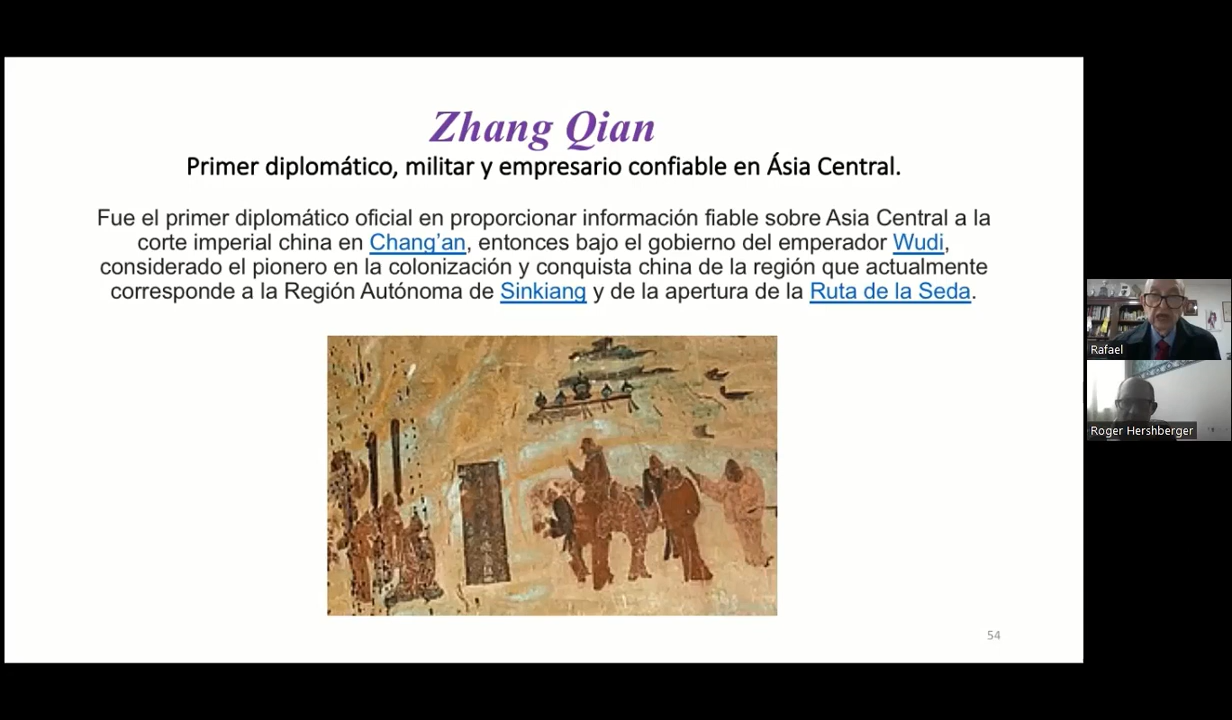 Zhang Qian
Primer diplomático, militar y empresario confiable en Ásia Central.
Fue el primer diplomático oficial en proporcionar información fiable sobre Asia Central a la
corte imperial china en Chang’an, entonces bajo el gobierno del emperador Wudi,
considerado el pionero en la colonización y conquista china de la región que actualmente
corresponde a la Región Autónoma de Sinkiang y de la apertura de la Ruta de la Seda.
54
Rafael
Roger Hershberger